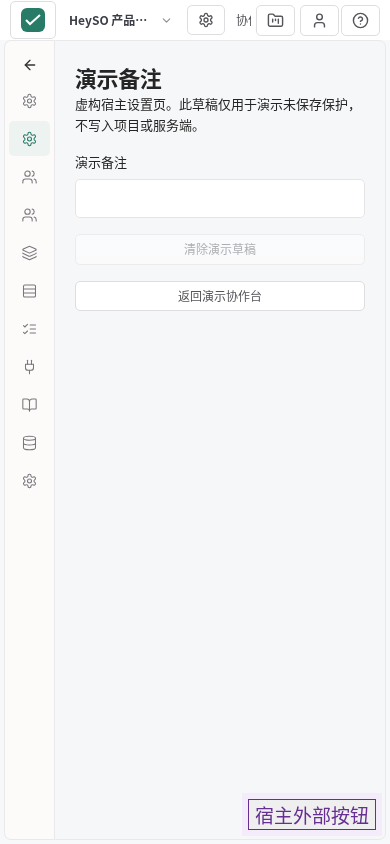 HeySO 产品… 协作
演示备注
虚构宿主设置页。此草稿仅用于演示未保存保护，
不写入项目或服务端。
演示备注
清除演示草稿
返回演示协作台
宿主外部按钮